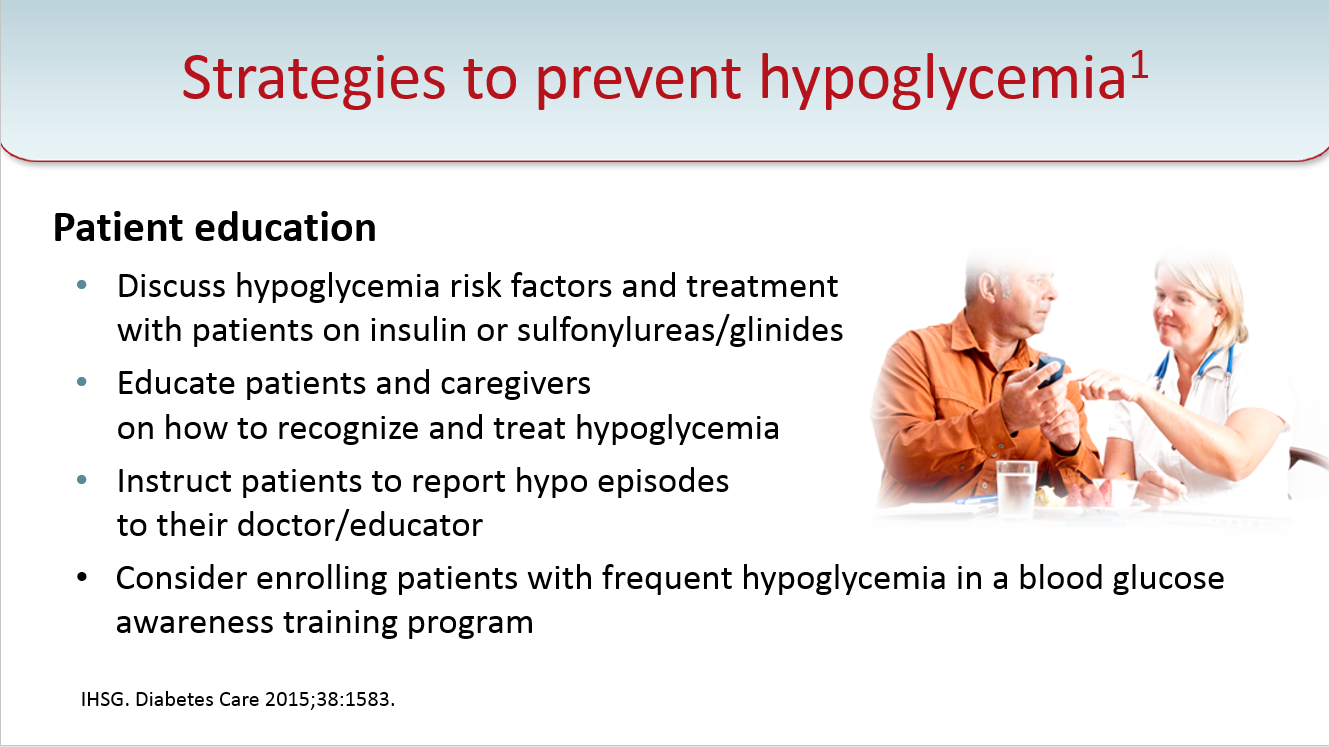 Strategies to prevent hypoglycemia¹
Patient education
• Discuss hypoglycemia risk factors and treatment
with patients on insulin or sulfonylureas/glinides
• Educate patients and caregivers
on how to recognize and treat hypoglycemia
• Instruct patients to report hypo episodes
to their doctor/educator
• Consider enrolling patients with frequent hypoglycemia in a blood glucose
awareness training program
IHSG. Diabetes Care 2015;38:1583.